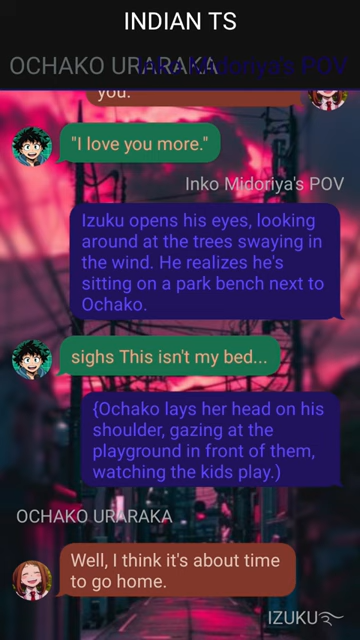 INDIAN TS
OCHAKO URARAKA
Inko Midoriya's POV
you.
"I love you more."
Inko Midoriya's POV
Izuku opens his eyes, looking
around at the trees swaying in
the wind. He realizes he's
sitting on a park bench next to
Ochako.
sighs This isn't my bed...
{Ochako lays her head on his
shoulder, gazing at the
playground in front of them,
watching the kids play.)
OCHAKO URARAKA
Well, I think it's about time
to go home.
IZUKU